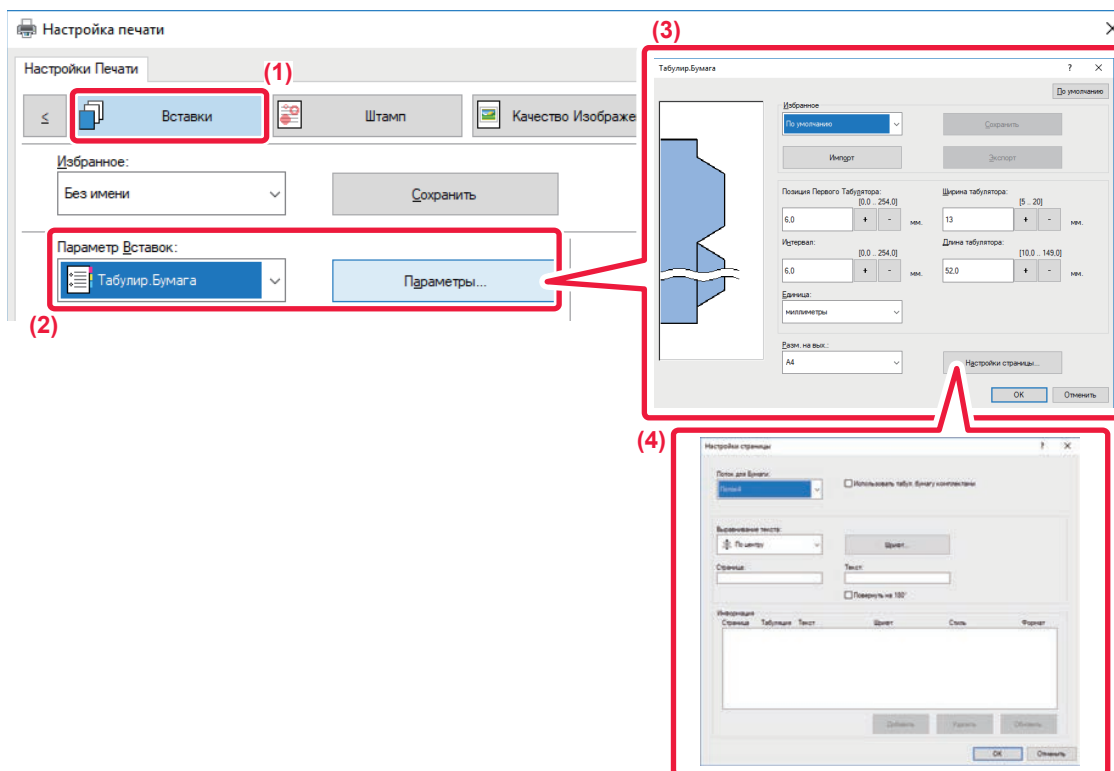 Настройка печати
Настройки Печати
(1)
≤ Вставки Штамп Качество Изображе
Избранное:
Без имени Сохранить
Параметр Вставок:
Табулир.Бумага Параметры...
(2)
(3)
Табулир.Бумага ? X
По умолчанию
Избранное
По умолчанию Сохранить
Импорт Экспорт
Позиция Первого Табулятора: Ширина табулятора:
[0.0 .. 254.0] [5 .. 20]
6,0 + - мм. 13 + - мм.
Интервал: Длина табулятора:
[0.0 .. 254.0] [10.0 .. 149.0]
6,0 + - мм. 52,0 + - мм.
Единица:
миллиметры
Разм. на вых.:
A4 Настройки страницы...
OK Отменить
(4)
Настройки страницы ? X
Лоток для Бумаги:
Лоток4 Использовать табул. бумагу комплектами
Выравнивание текста:
По центру Шрифт...
Страница: Текст:
Повернуть на 180°
Информация
Страница Табуляция Текст Шрифт Стиль Формат
Добавить Удалить Обновить
OK Отменить